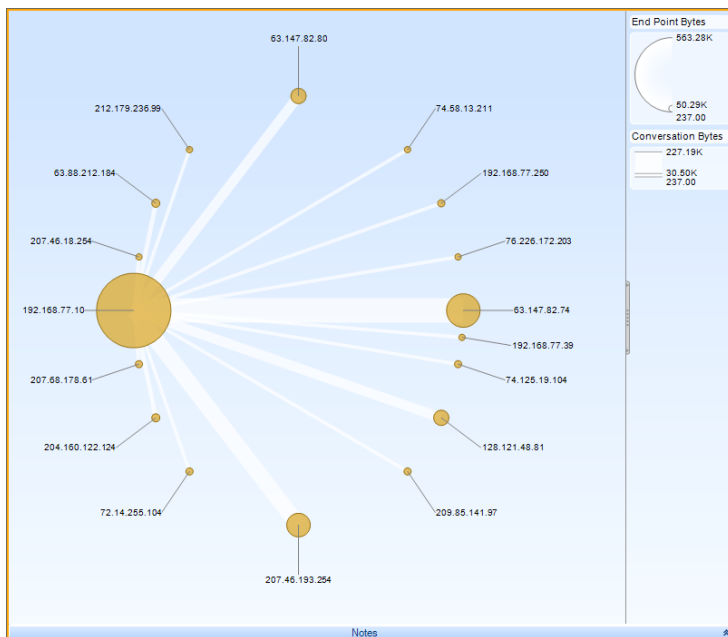 End Point Bytes
563.28K
50.29K
237.00
Conversation Bytes
227.19K
30.50K
237.00
63.147.82.80
212.179.236.99
74.58.13.211
63.88.212.184
192.168.77.250
207.46.18.254
76.226.172.203
192.168.77.10
63.147.82.74
192.168.77.39
207.68.178.61
74.125.19.104
204.160.122.124
128.121.48.81
72.14.255.104
209.85.141.97
207.46.193.254
Notes